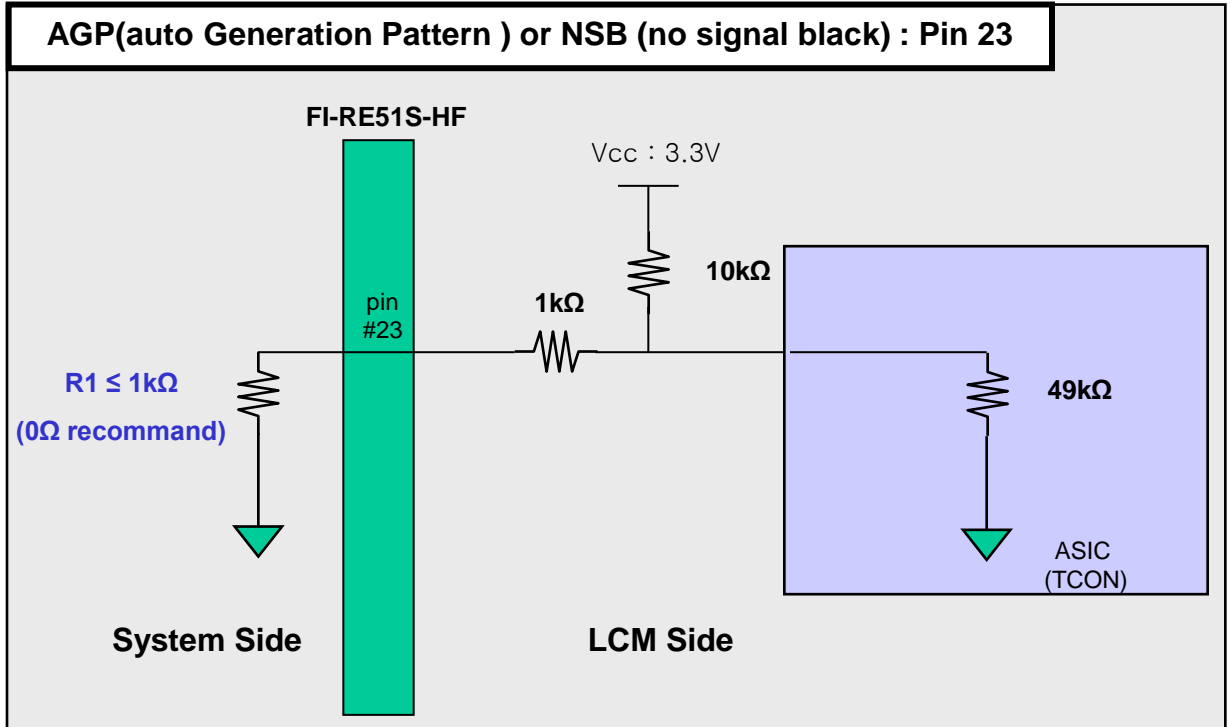 AGP(auto Generation Pattern ) or NSB (no signal black) : Pin 23
FI-RE51S-HF
Vcc : 3.3V
10kΩ
1kΩ
pin
#23
R1 ≤ 1kΩ
(0Ω recommand)
49kΩ
ASIC
(TCON)
System Side
LCM Side